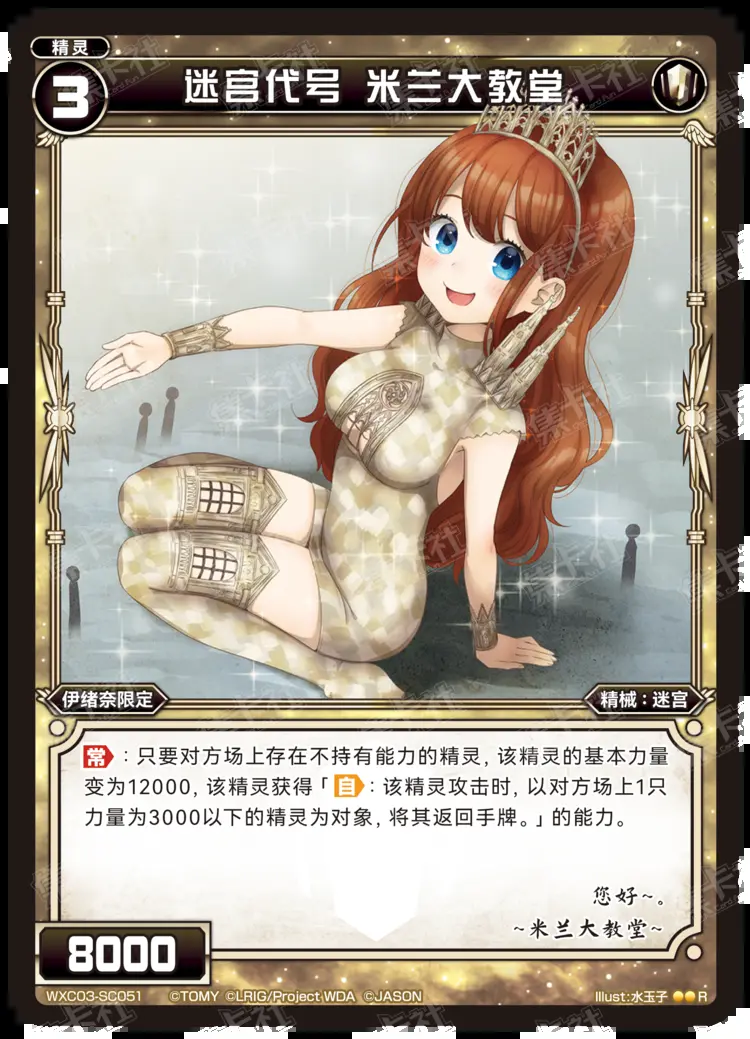 精灵
3
迷宫代号 米兰大教堂
伊绪奈限定
精械：迷宫
常：只要对方场上存在不持有能力的精灵，该精灵的基本力量
变为12000，该精灵获得「自：该精灵攻击时，以对方场上1只
力量为3000以下的精灵为对象，将其返回手牌。」的能力。
您好~。
~米兰大教堂~
8000
WXC03-SC051 ©TOMY ©LRIG/Project WDA ©JASON
Illust:水玉子 R
集卡社